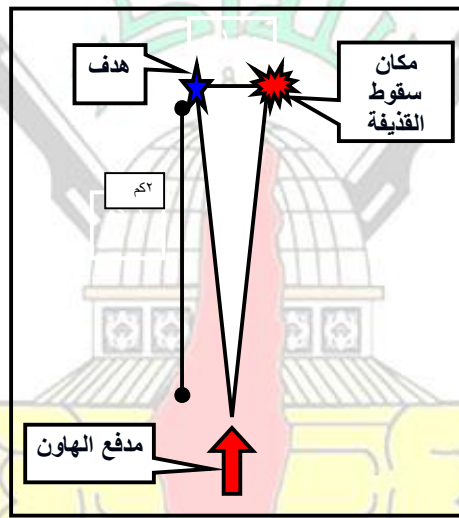 هدف
مكان
سقوط
القذيفة
٢كم
مدفع الهاون